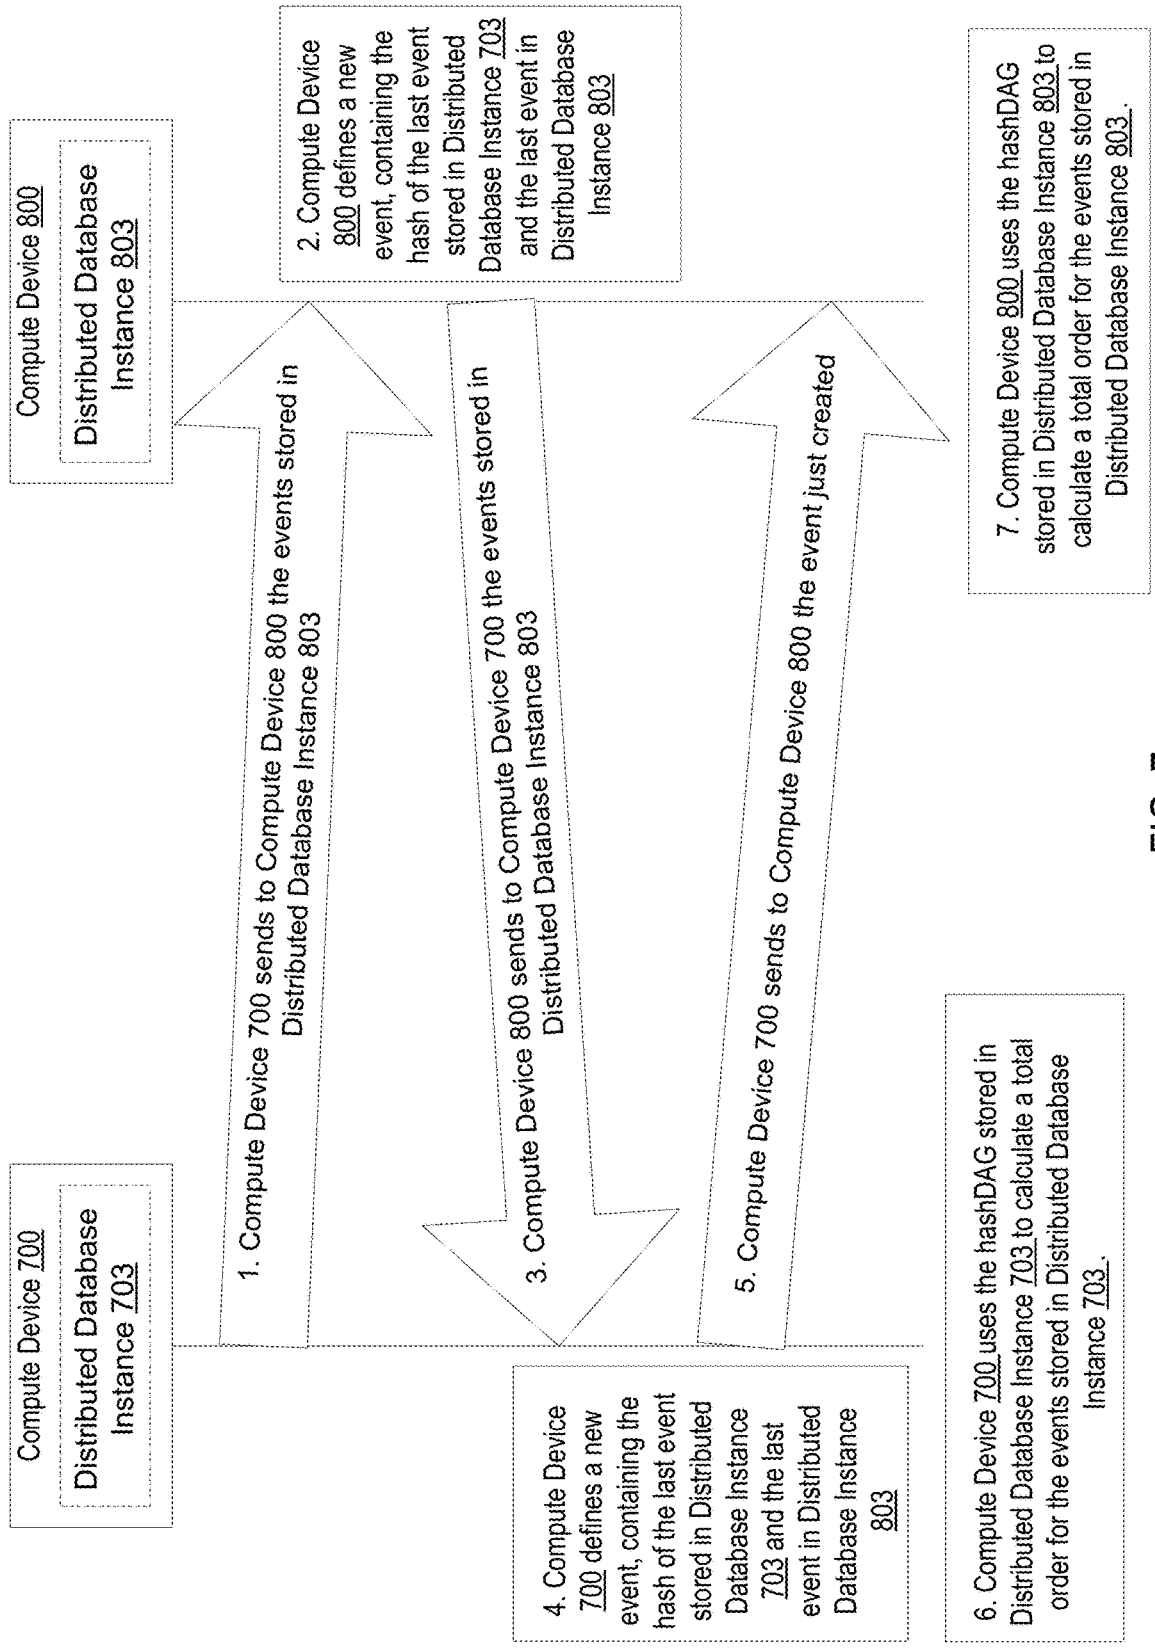 Compute Device 700
Distributed Database
Instance 703
Compute Device 800
Distributed Database
Instance 803
1. Compute Device 700 sends to Compute Device 800 the events stored in
Distributed Database Instance 803
2. Compute Device
800 defines a new
event, containing the
hash of the last event
stored in Distributed
Database Instance 703
and the last event in
Distributed Database
Instance 803
3. Compute Device 800 sends to Compute Device 700 the events stored in
Distributed Database Instance 803
4. Compute Device
700 defines a new
event, containing the
hash of the last event
stored in Distributed
Database Instance
703 and the last
event in Distributed
Database Instance
803
5. Compute Device 700 sends to Compute Device 800 the event just created
6. Compute Device 700 uses the hashDAG stored in
Distributed Database Instance 703 to calculate a total
order for the events stored in Distributed Database
Instance 703.
7. Compute Device 800 uses the hashDAG
stored in Distributed Database Instance 803 to
calculate a total order for the events stored in
Distributed Database Instance 803.